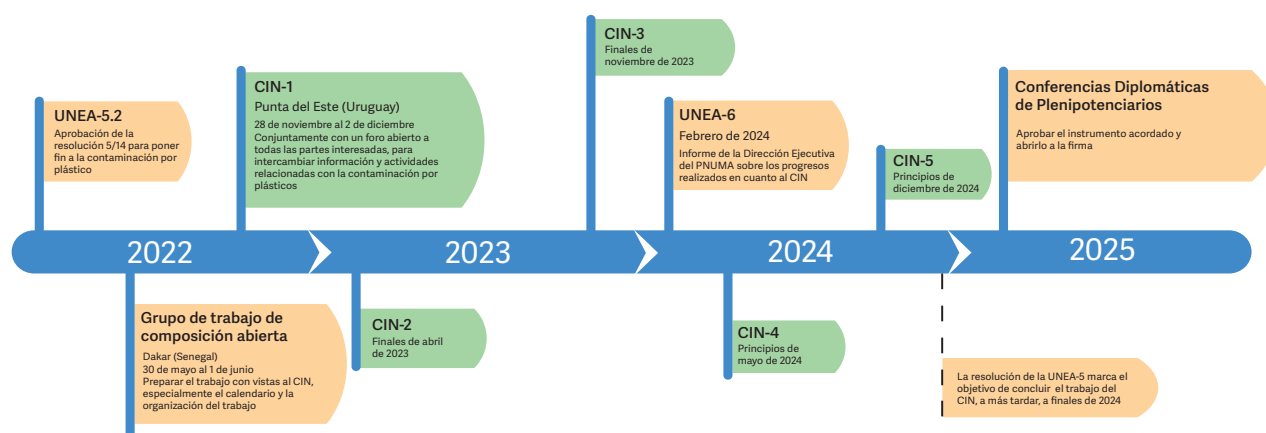 UNEA-5.2
Aprobación de la
resolución 5/14 para poner
fin a la contaminación por
plástico
CIN-1
Punta del Este (Uruguay)
28 de noviembre al 2 de diciembre
Conjuntamente con un foro abierto a
todas las partes interesadas, para
intercambiar información y actividades
relacionadas con la contaminación por
plásticos
CIN-3
Finales de
noviembre de 2023
UNEA-6
Febrero de 2024
Informe de la Dirección Ejecutiva
del PNUMA sobre los progresos
realizados en cuanto al CIN
CIN-5
Principios de
diciembre de 2024
Conferencias Diplomáticas
de Plenipotenciarios
Aprobar el instrumento acordado y
abrirlo a la firma
2022
2023
2024
2025
Grupo de trabajo de
composición abierta
Dakar (Senegal)
30 de mayo al 1 de junio
Preparar el trabajo con vistas al CIN,
especialmente el calendario y la
organización del trabajo
CIN-2
Finales de abril
de 2023
CIN-4
Principios de
mayo de 2024
La resolución de la UNEA-5 marca el
objetivo de concluir el trabajo del
CIN, a más tardar, a finales de 2024